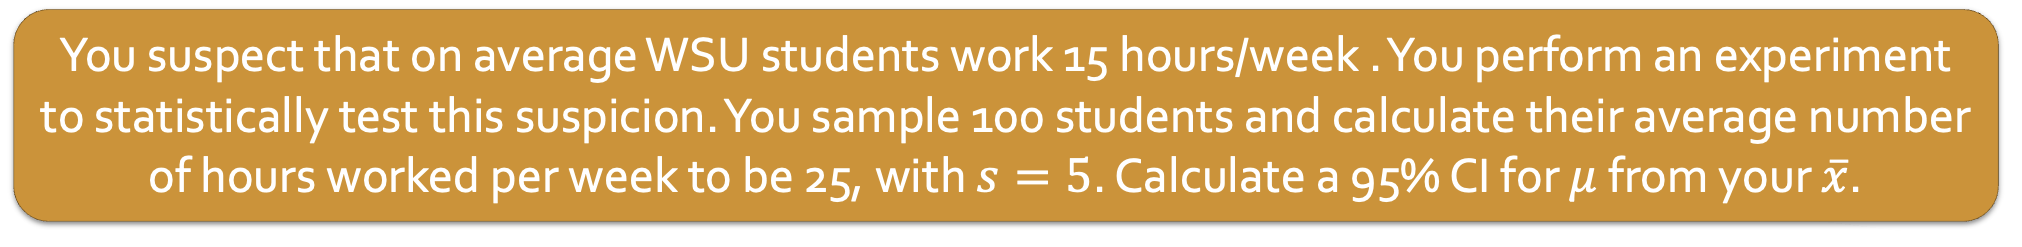 You suspect that on average WSU students work 15 hours/week . You perform an experiment
to statistically test this suspicion. You sample 100 students and calculate their average number
of hours worked per week to be 25, with s = 5. Calculate a 95% CI for μ from your x̄.